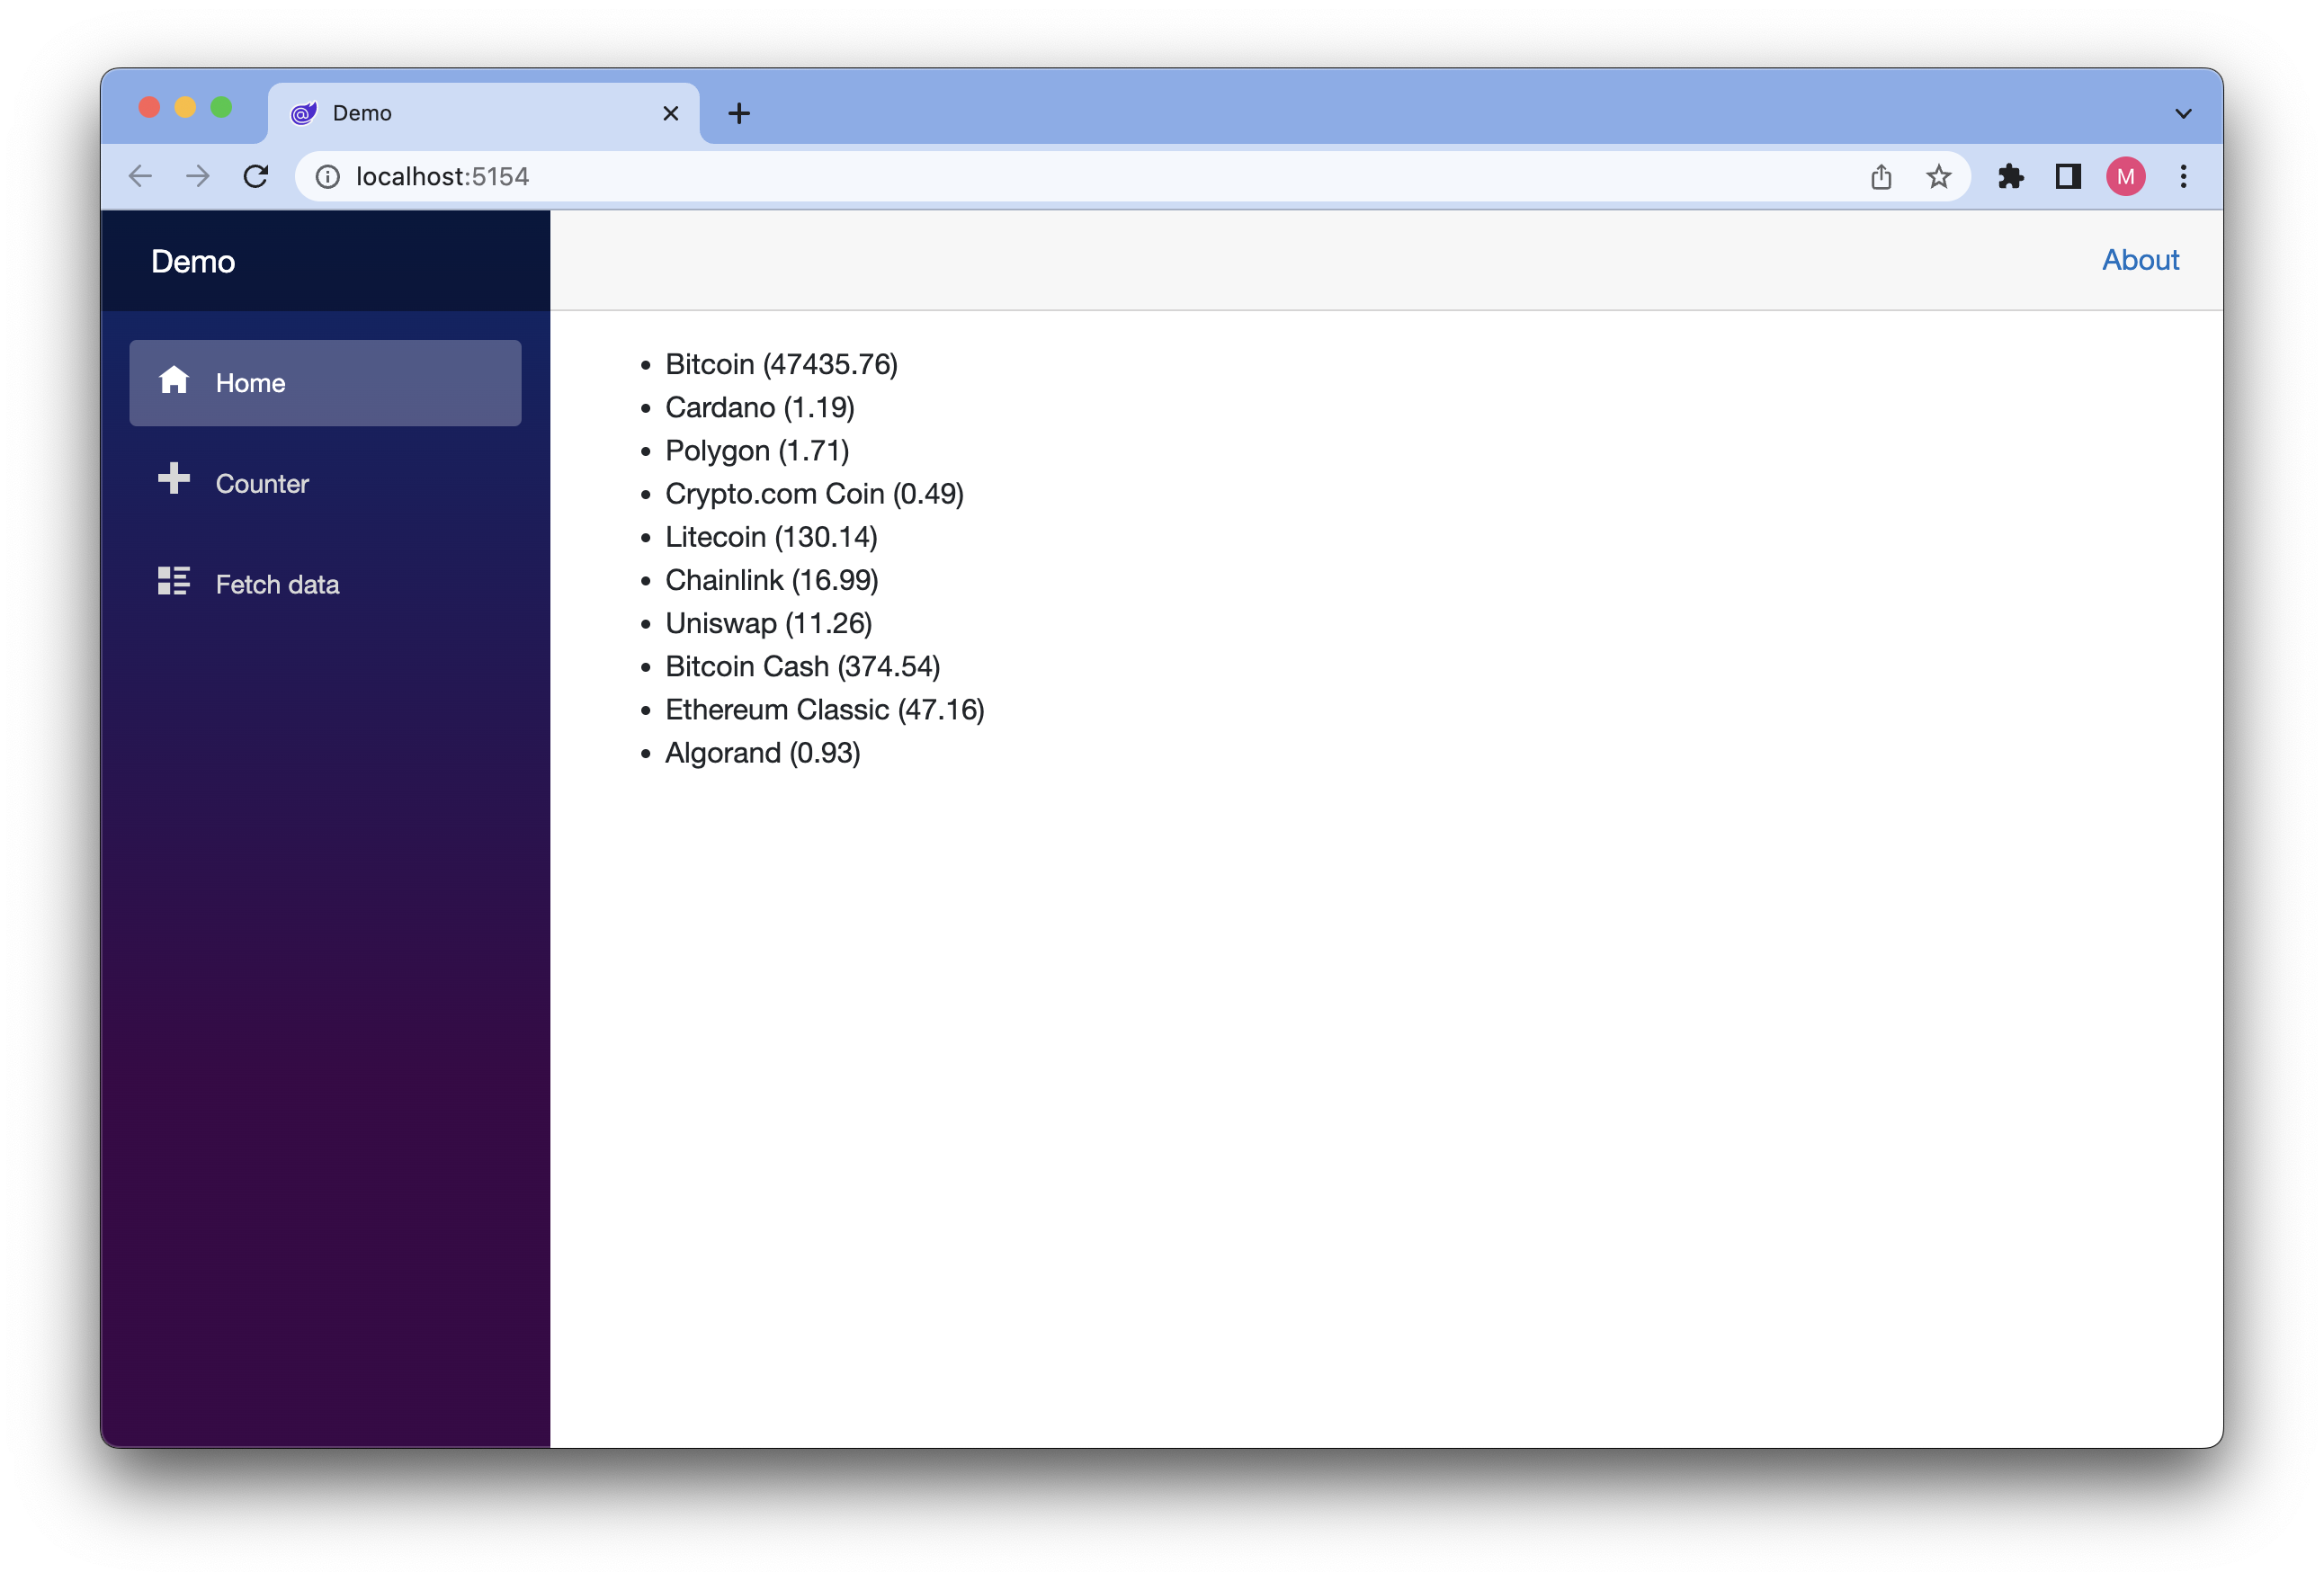 Demo
localhost:5154
M
Demo
About
Home
Counter
Fetch data
Bitcoin (47435.76)
Cardano (1.19)
Polygon (1.71)
Crypto.com Coin (0.49)
Litecoin (130.14)
Chainlink (16.99)
Uniswap (11.26)
Bitcoin Cash (374.54)
Ethereum Classic (47.16)
Algorand (0.93)